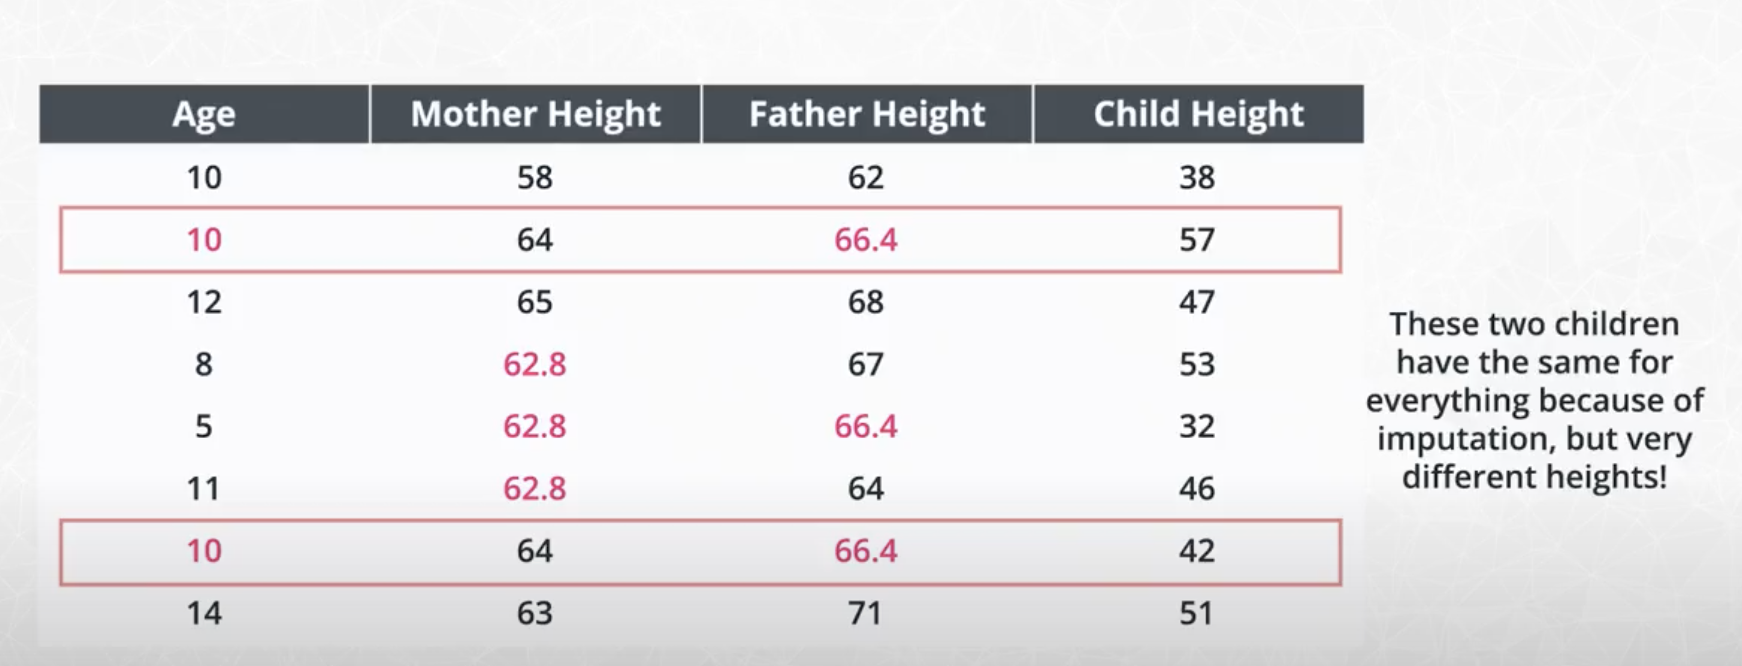 Age Mother Height Father Height Child Height
10 58 62 38
10 64 66.4 57
12 65 68 47
8 62.8 67 53
5 62.8 66.4 32
11 62.8 64 46
10 64 66.4 42
14 63 71 51
These two children
have the same for
everything because of
imputation, but very
different heights!